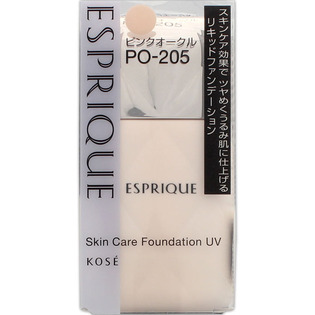 ESPRIQUE
ピンクオークル
PO-205
スキンケア効果でツヤめくうるみ肌に仕上げる
リキッドファンデーション
ESPRIQUE
Skin Care Foundation UV
KOSÉ